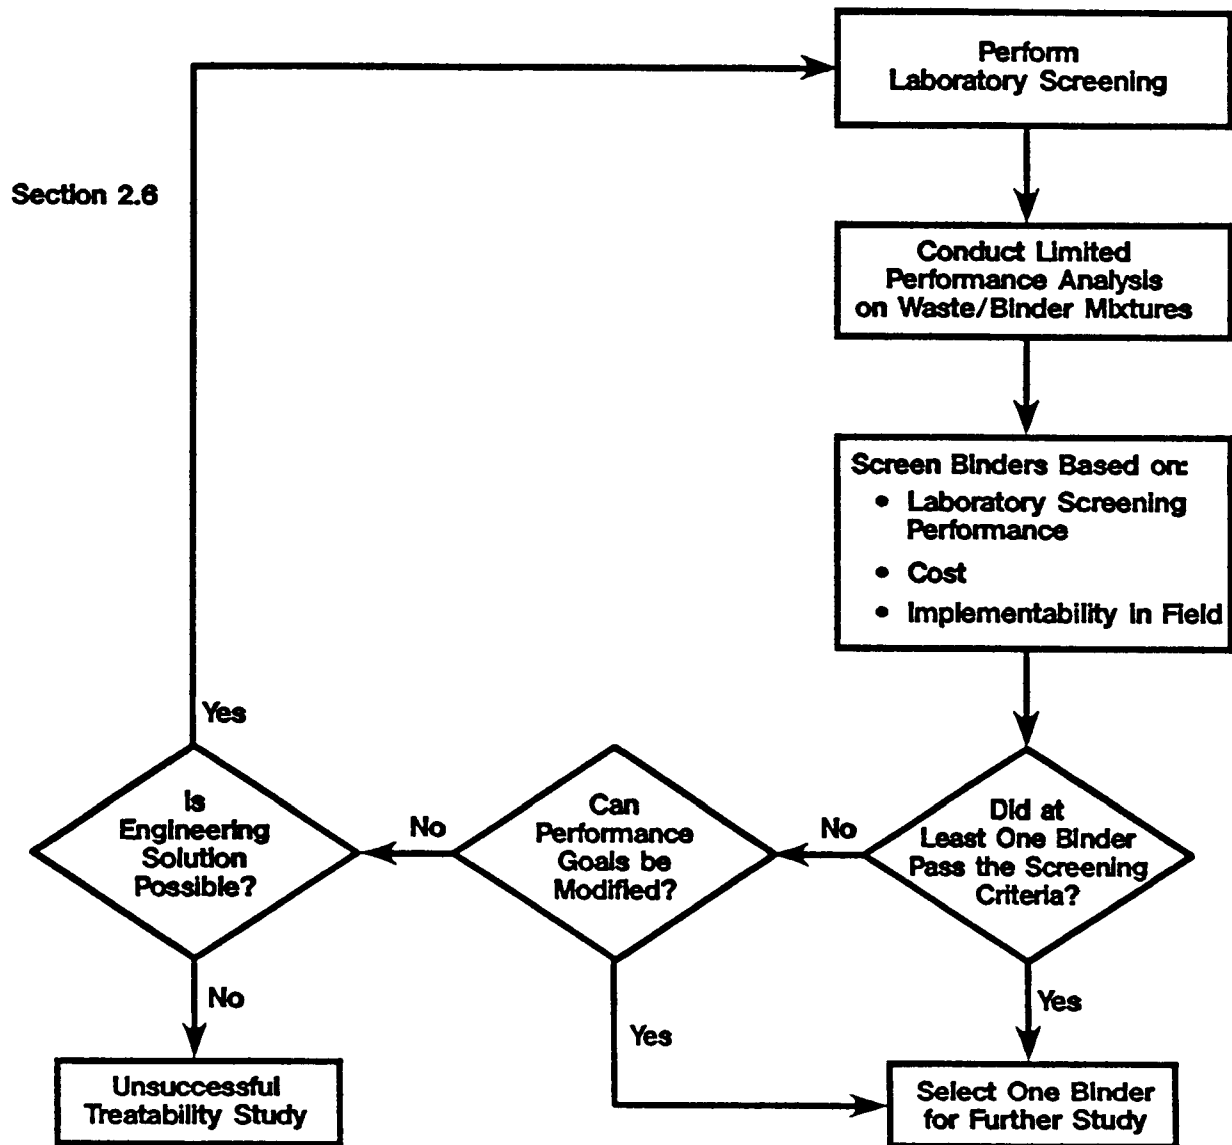 Perform
Laboratory Screening
Section 2.6
Conduct Limited
Performance Analysis
on Waste/Binder Mixtures
Screen Binders Based on:
• Laboratory Screening
Performance
• Cost
• Implementability in Field
Yes
Is
Engineering
Solution
Possible?
No
Can
Performance
Goals be
Modified?
No
Did at
Least One Binder
Pass the Screening
Criteria?
No
Yes
Yes
Unsuccessful
Treatability Study
Select One Binder
for Further Study